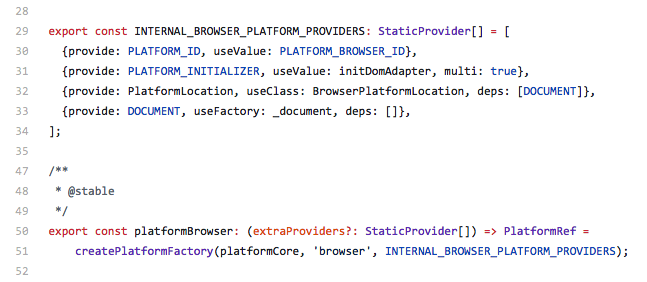 28
29 export const INTERNAL_BROWSER_PLATFORM_PROVIDERS: StaticProvider[] = [
30   {provide: PLATFORM_ID, useValue: PLATFORM_BROWSER_ID},
31   {provide: PLATFORM_INITIALIZER, useValue: initDomAdapter, multi: true},
32   {provide: PlatformLocation, useClass: BrowserPlatformLocation, deps: [DOCUMENT]},
33   {provide: DOCUMENT, useFactory: _document, deps: []},
34 ];
35
47 /**
48  * @stable
49  */
50 export const platformBrowser: (extraProviders?: StaticProvider[]) => PlatformRef =
51     createPlatformFactory(platformCore, 'browser', INTERNAL_BROWSER_PLATFORM_PROVIDERS);
52